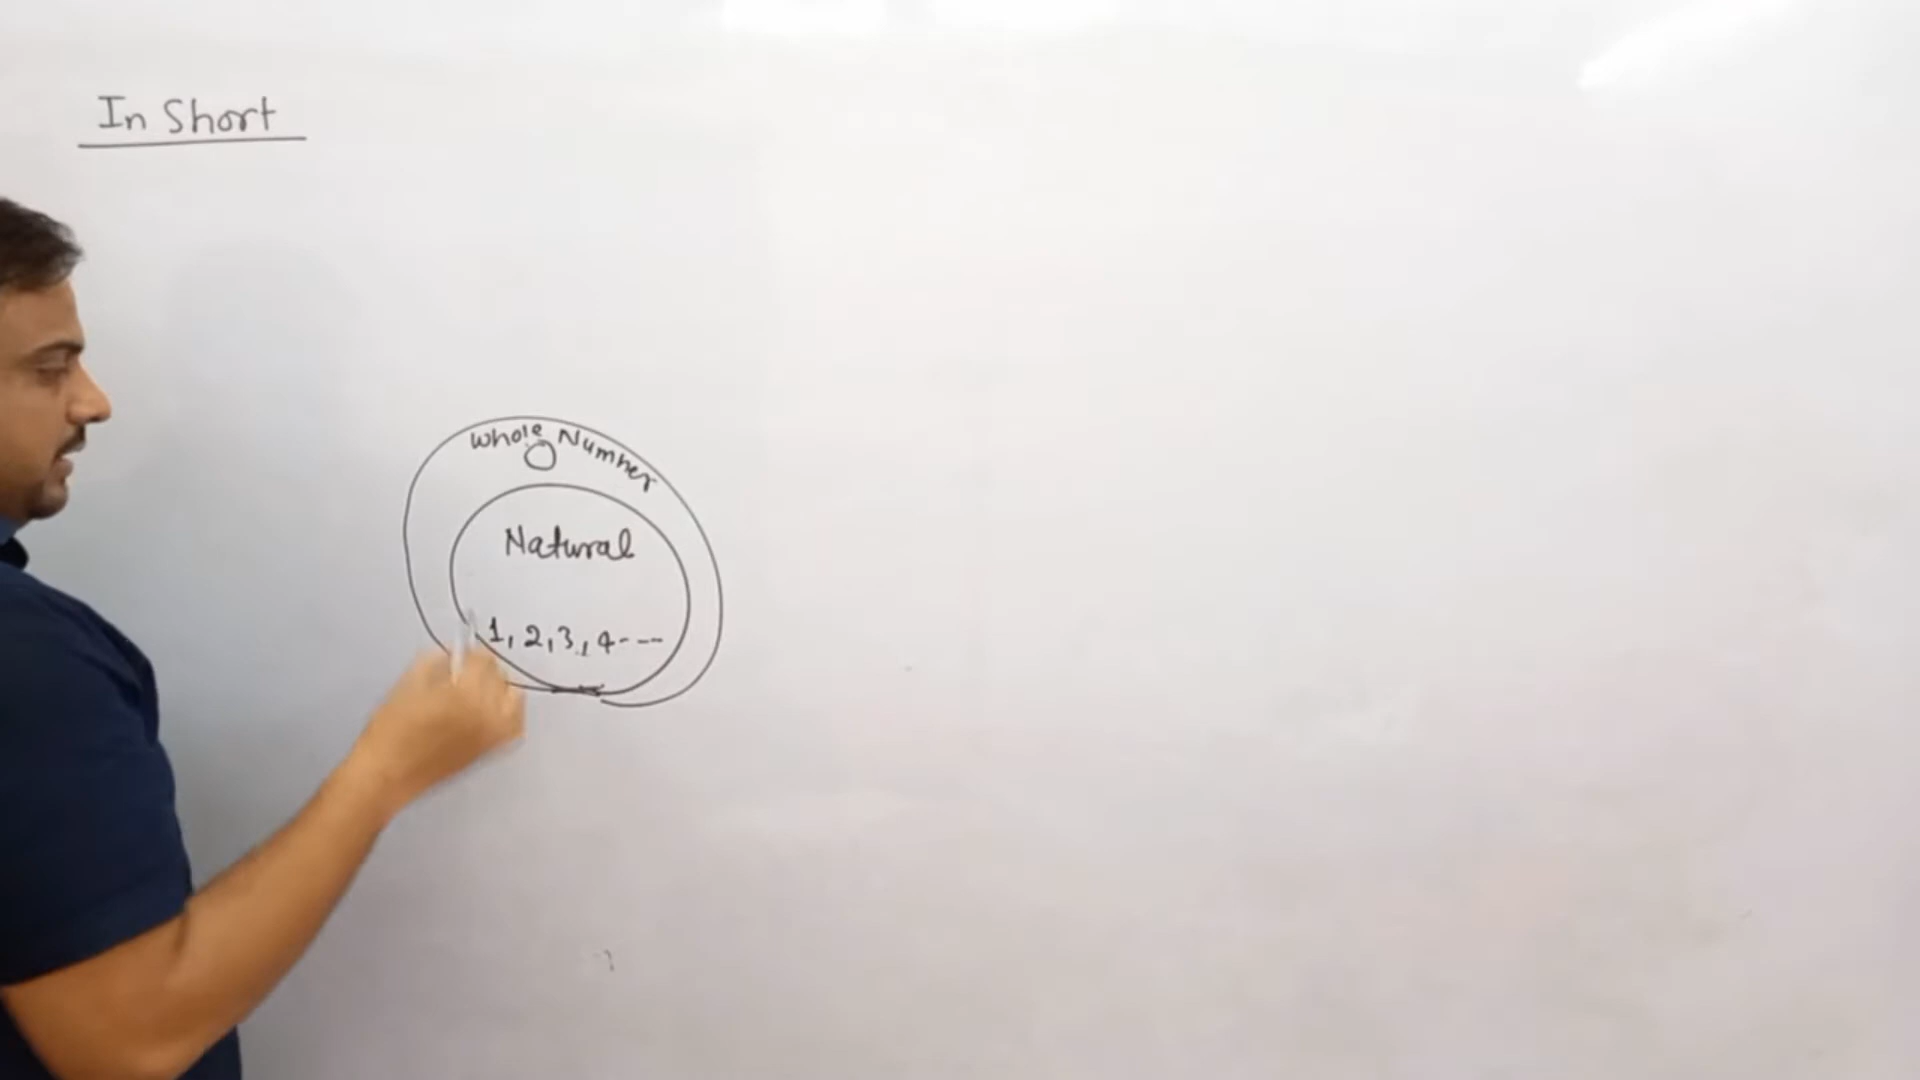 In Short
Whole Number
0
Natural
1, 2, 3, 4----